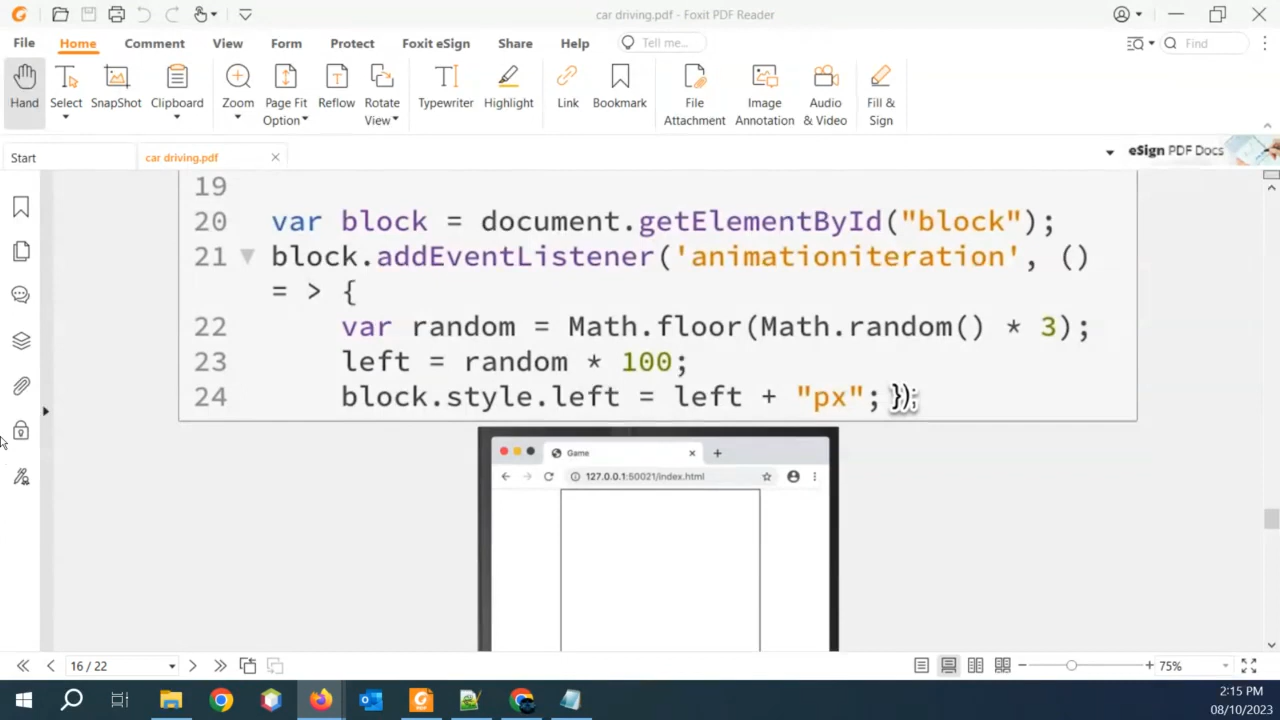 car driving.pdf - Foxit PDF Reader
File Home Comment View Form Protect Foxit eSign Share Help Tell me... Find
Hand Select SnapShot Clipboard Zoom Page Fit Option Reflow Rotate View Typewriter Highlight Link Bookmark File Attachment Image Annotation Audio & Video Fill & Sign
Start car driving.pdf eSign PDF Docs
19
20 var block = document.getElementById("block");
21 block.addEventListener('animationiteration', ()
= > {
22 var random = Math.floor(Math.random() * 3);
23 left = random * 100;
24 block.style.left = left + "px"; });
Game
127.0.0.1:50021/index.html
16 / 22 75%
2:15 PM
08/10/2023